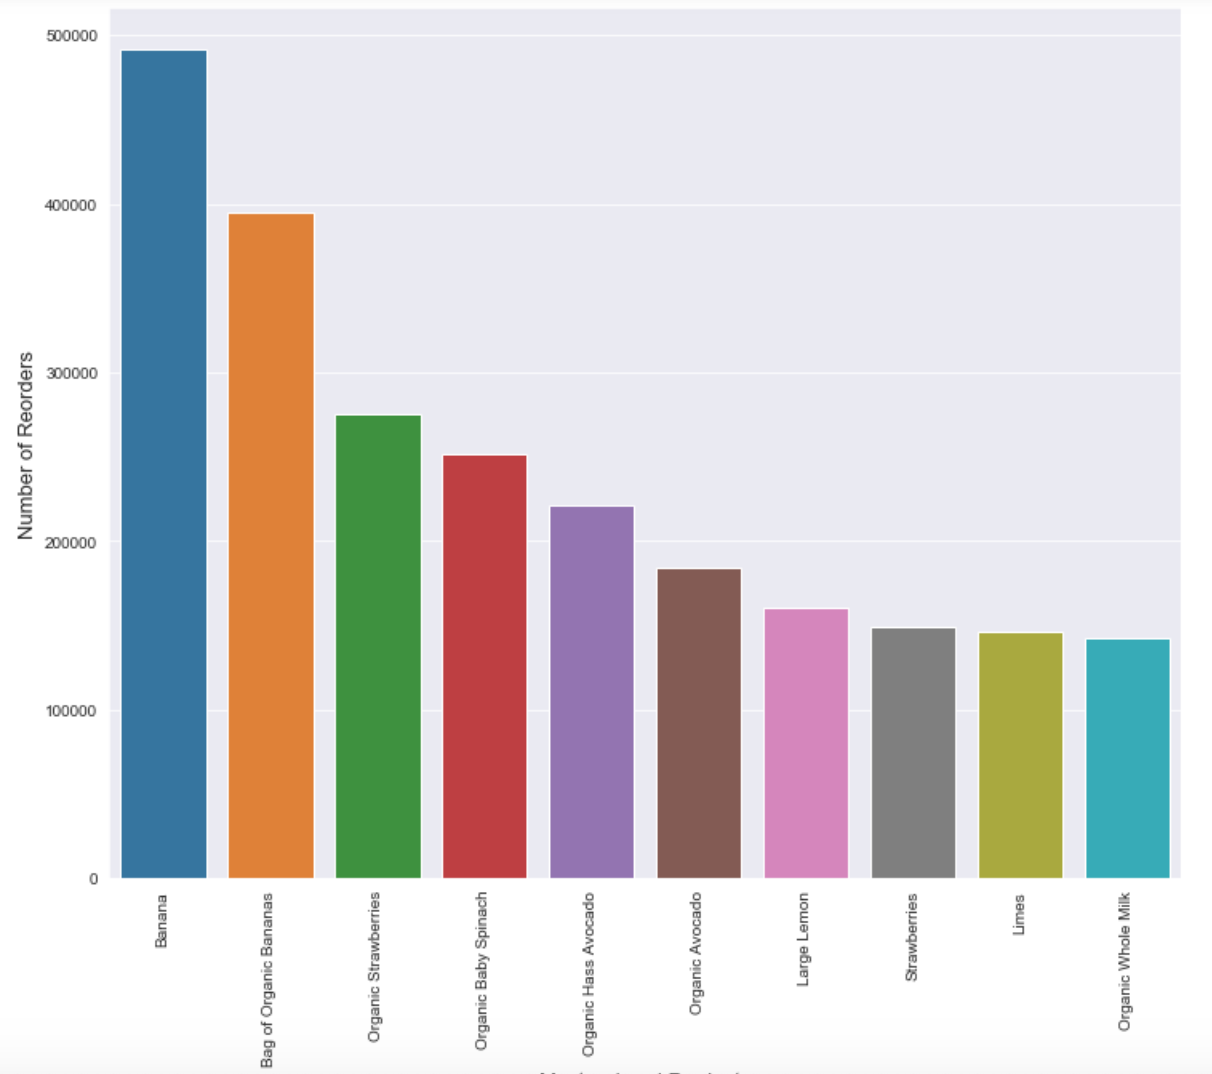 500000
400000
300000
200000
100000
0
Number of Reorders
Banana
Bag of Organic Bananas
Organic Strawberries
Organic Baby Spinach
Organic Hass Avocado
Organic Avocado
Large Lemon
Strawberries
Limes
Organic Whole Milk